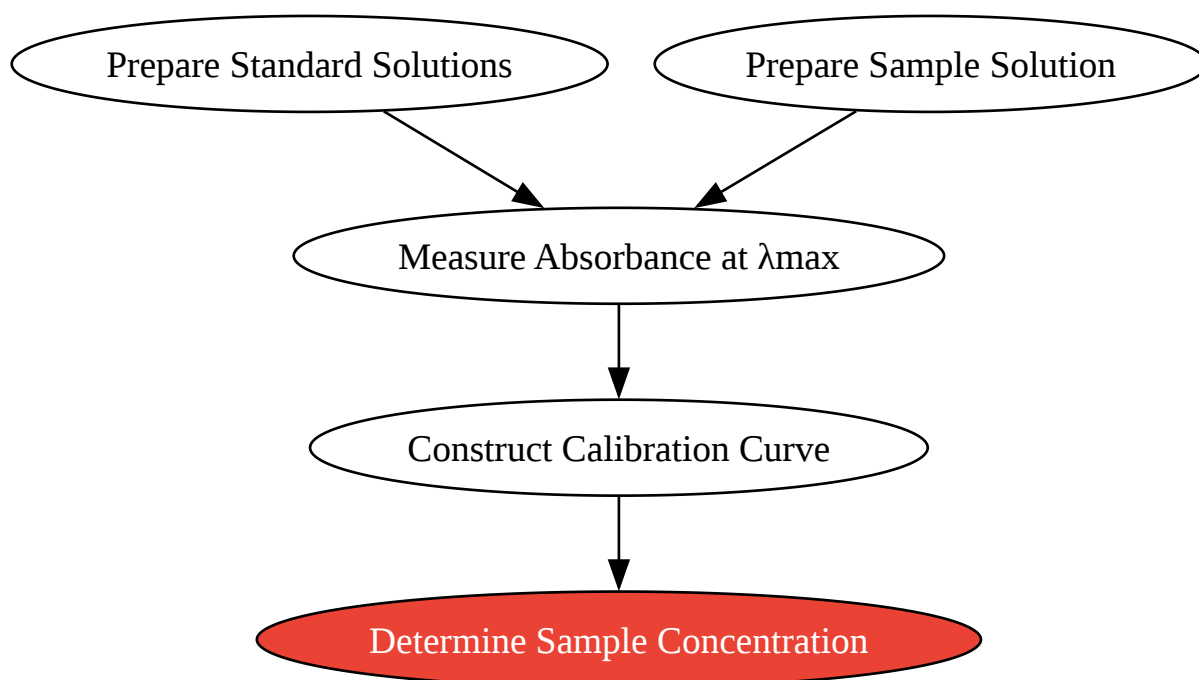 Prepare Standard Solutions
Prepare Sample Solution
Measure Absorbance at λmax
Construct Calibration Curve
Determine Sample Concentration